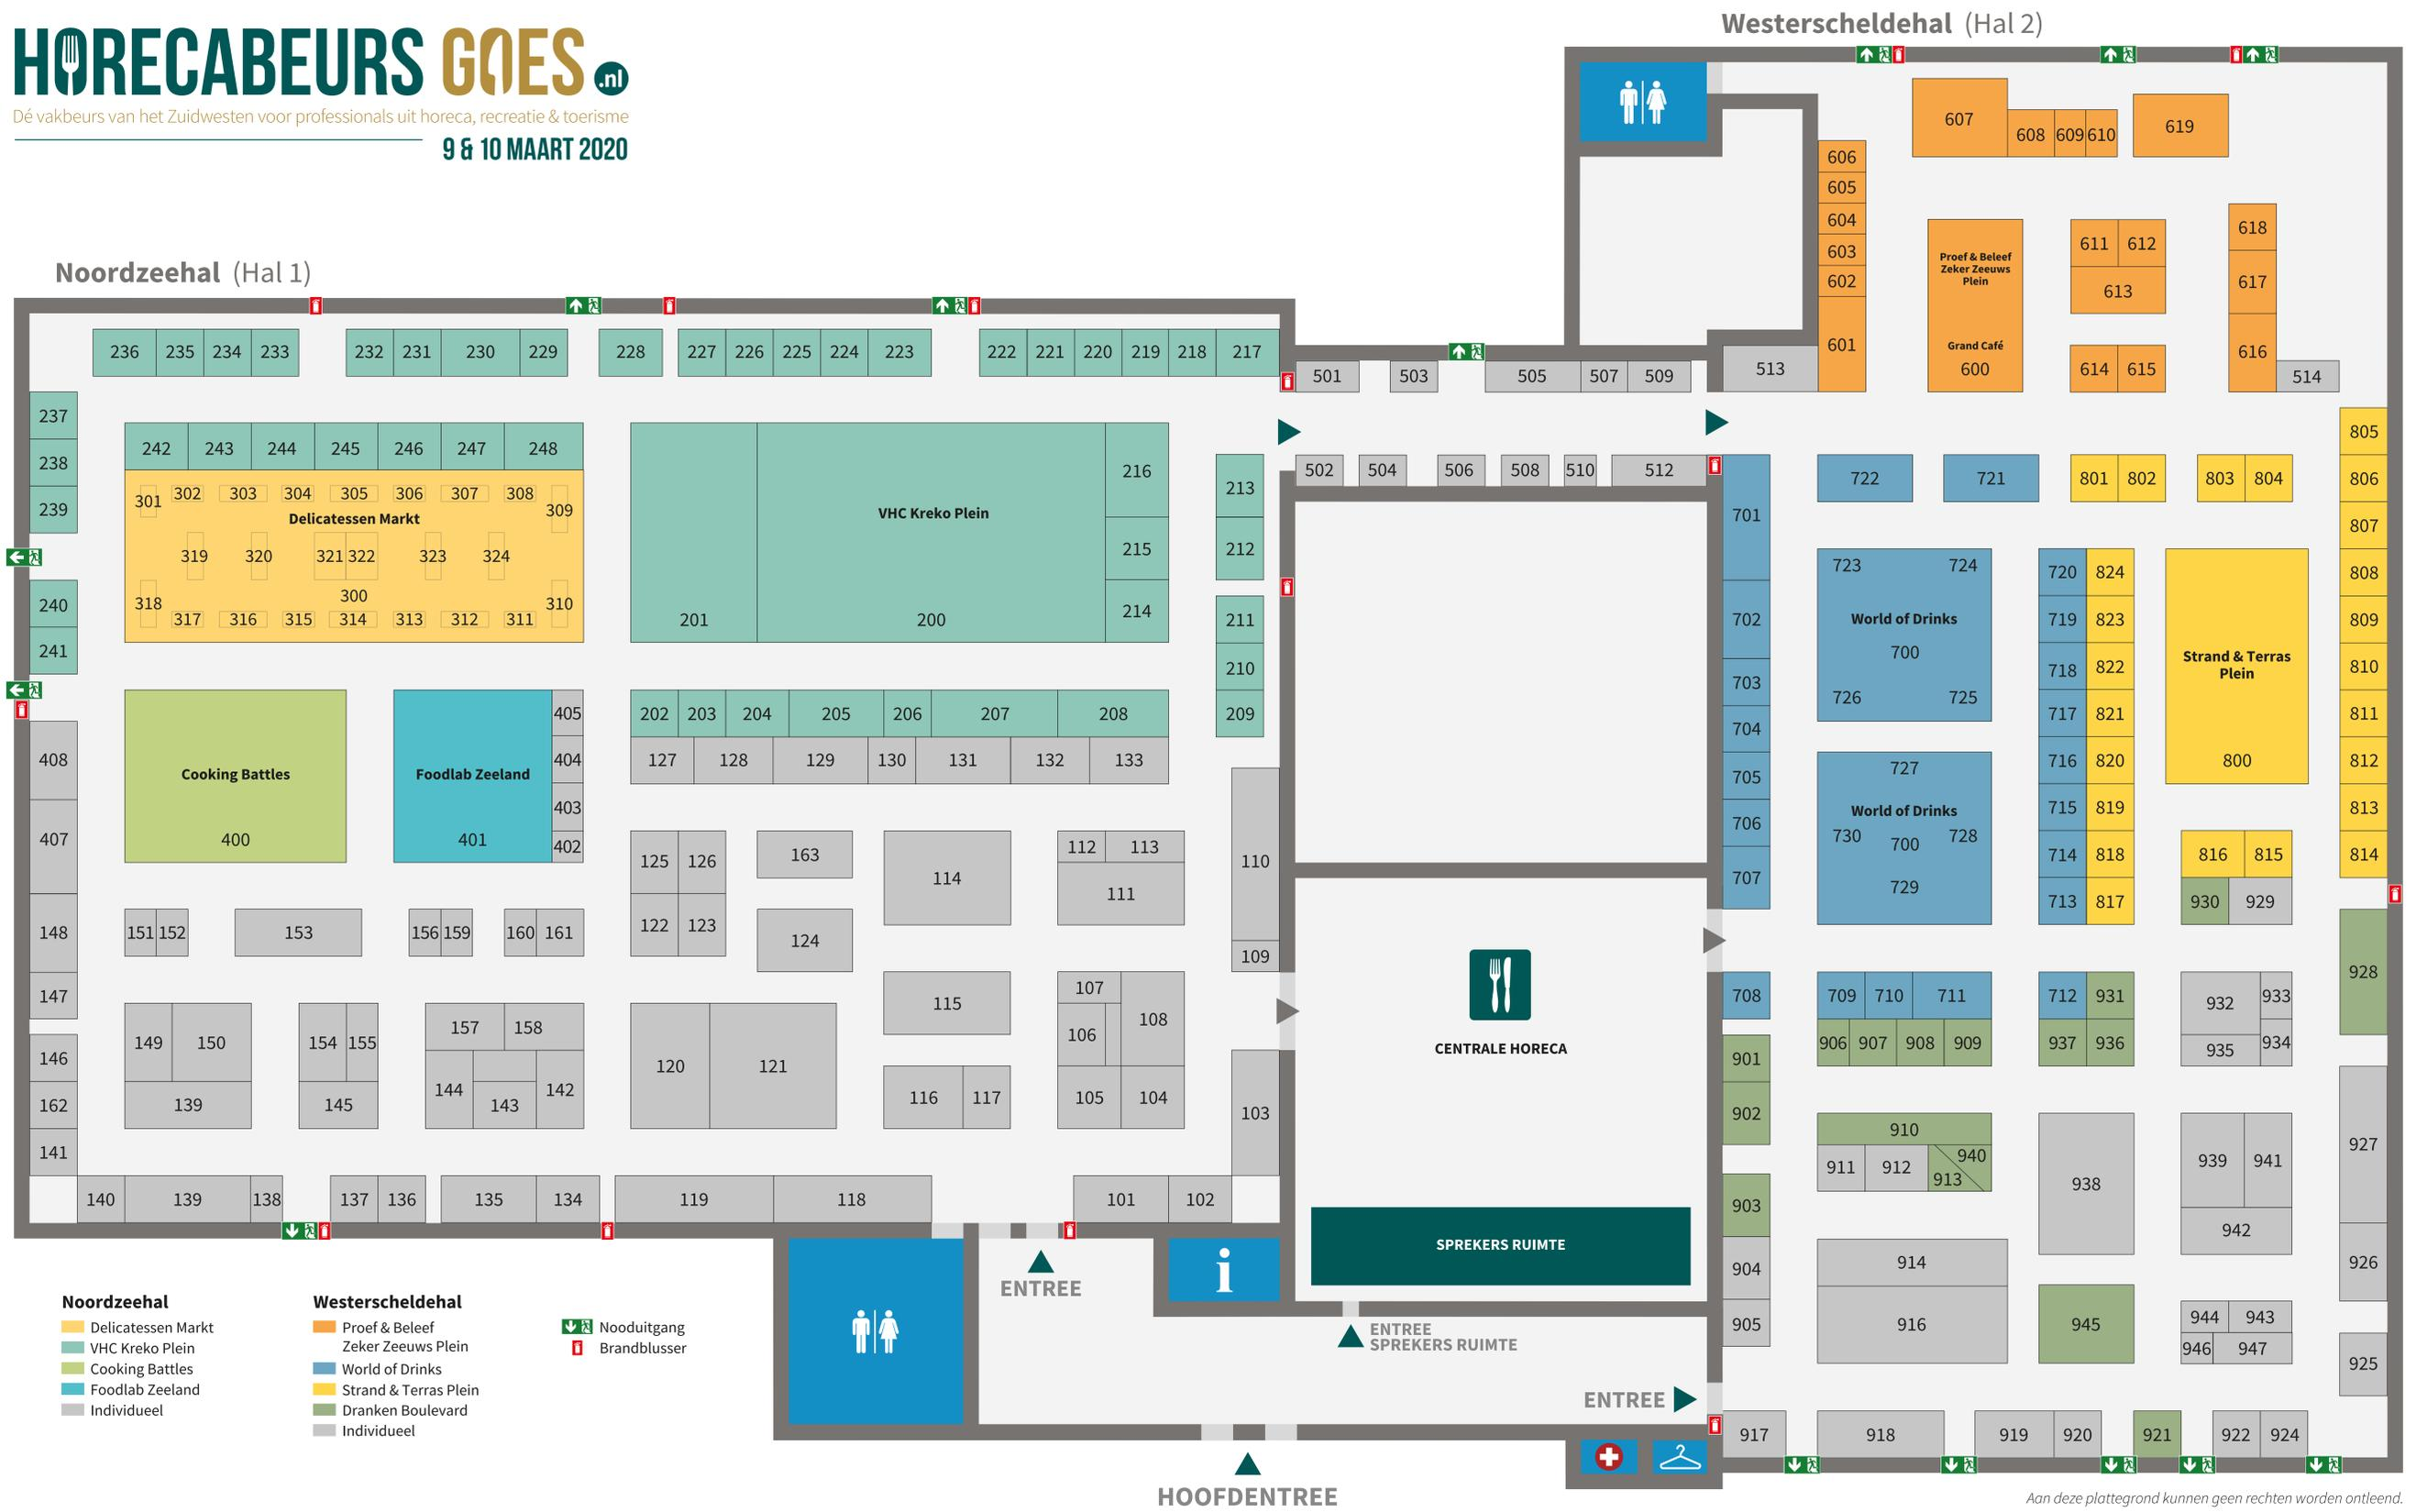 HORECABEURS GOES.nl
Dé vakbeurs van het Zuidwesten voor professionals uit horeca, recreatie & toerisme
9 & 10 MAART 2020
Westerscheldehal (Hal 2)
Noordzeehal (Hal 1)
236 235 234 233 232 231 230 229 228 227 226 225 224 223 222 221 220 219 218 217
237
238
239
240
241
242 243 244 245 246 247 248
301 302 303 304 305 306 307 308 309
Delicatessen Markt
319 320 321 322 323 324
300
318 317 316 315 314 313 312 311 310
VHC Kreko Plein
201 200
216
215
214
213
212
211
210
209
Cooking Battles
400
Foodlab Zeeland
401
405
404
403
402
202 203 204 205 206 207 208
127 128 129 130 131 132 133
408
407
148
147
146
162
141
151 152 153 156 159 160 161
125 126
122 123
163
124
114
112 113
111
110
109
149 150
139
154 155
145
157 158
144 143 142
120 121
115
116 117
107
106 108
105 104
103
140 139 138 137 136 135 134 119 118 101 102
501 503 505 507 509
502 504 506 508 510 512
513
606
605
604
603
602
601
607 608 609 610 619
Proef & Beleef
Zeker Zeeuws
Plein
Grand Café
600
611 612
613
614 615
618
617
616
514
701
702
703
704
705
706
707
708
722 721 801 802 803 804
723 724
World of Drinks
700
726 725
727
World of Drinks
730 700 728
729
720 824
719 823
718 822
717 821
716 820
715 819
714 818
713 817
Strand & Terras
Plein
800
805
806
807
808
809
810
811
812
813
814
816 815
930 929
928
709 710 711
906 907 908 909
712 931
937 936
932 933
935 934
901
902
903
904
905
910
911 912 913 940
914
916
938
945
939 941
942
944 943
946 947
927
926
925
917 918 919 920 921 922 924
CENTRALE HORECA
SPREKERS RUIMTE
i
ENTREE
ENTREE
SPREKERS RUIMTE
ENTREE
HOOFDENTREE
Noordzeehal
Delicatessen Markt
VHC Kreko Plein
Cooking Battles
Foodlab Zeeland
Individueel
Westerscheldehal
Proef & Beleef
Zeker Zeeuws Plein
World of Drinks
Strand & Terras Plein
Dranken Boulevard
Individueel
Nooduitgang
Brandblusser
Aan deze plattegrond kunnen geen rechten worden ontleend.